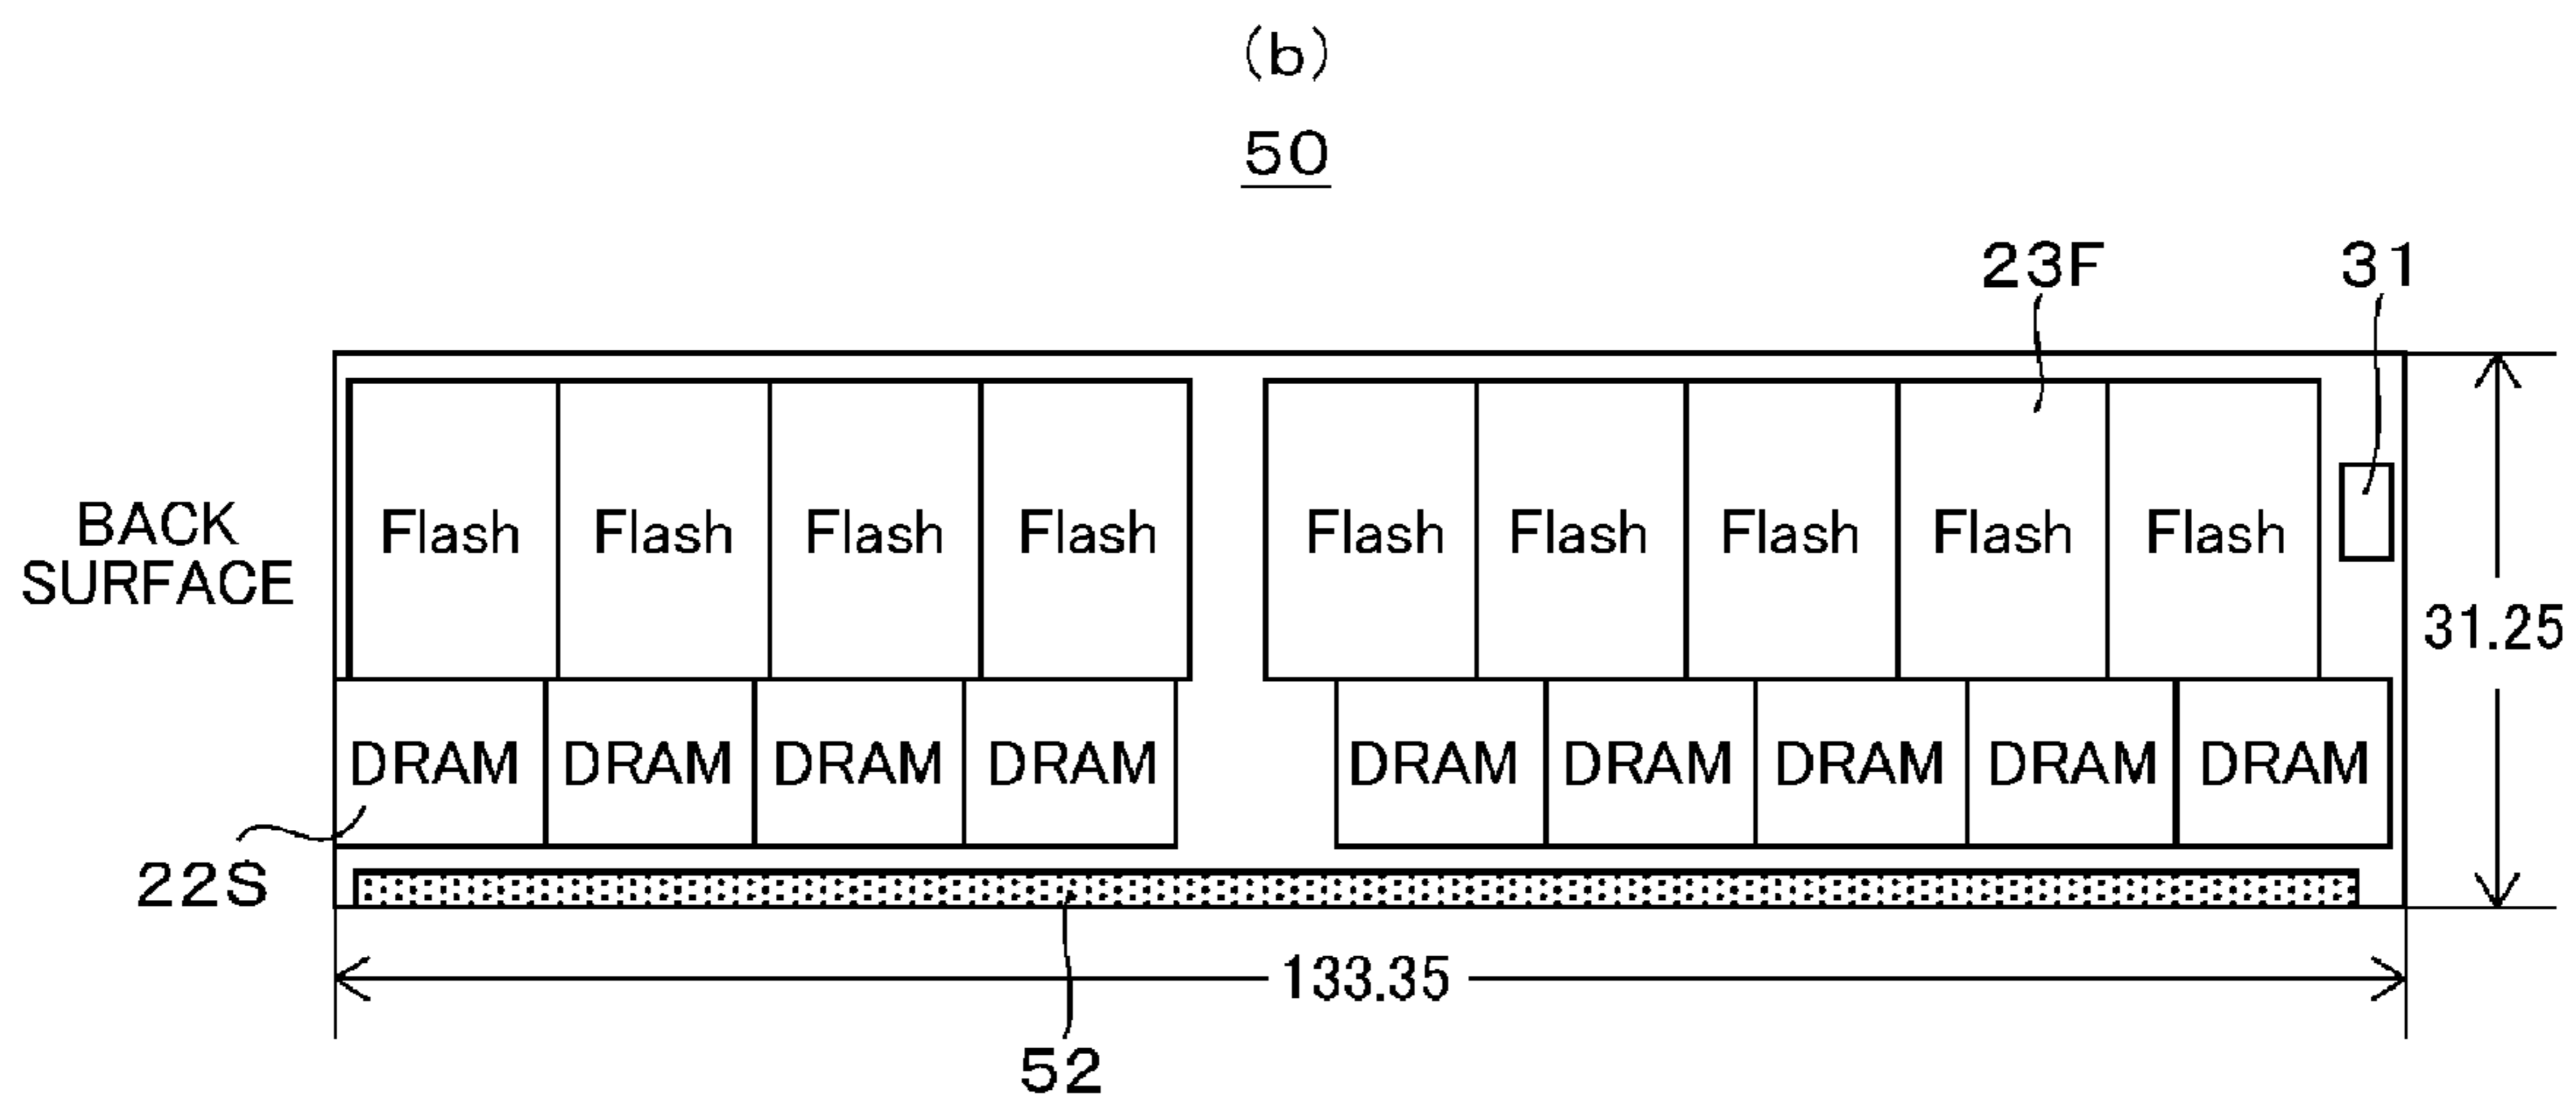 (b)
50
23F 31
BACK
SURFACE
Flash Flash Flash Flash Flash Flash Flash Flash Flash
31.25
DRAM DRAM DRAM DRAM DRAM DRAM DRAM DRAM DRAM
22S
133.35
52